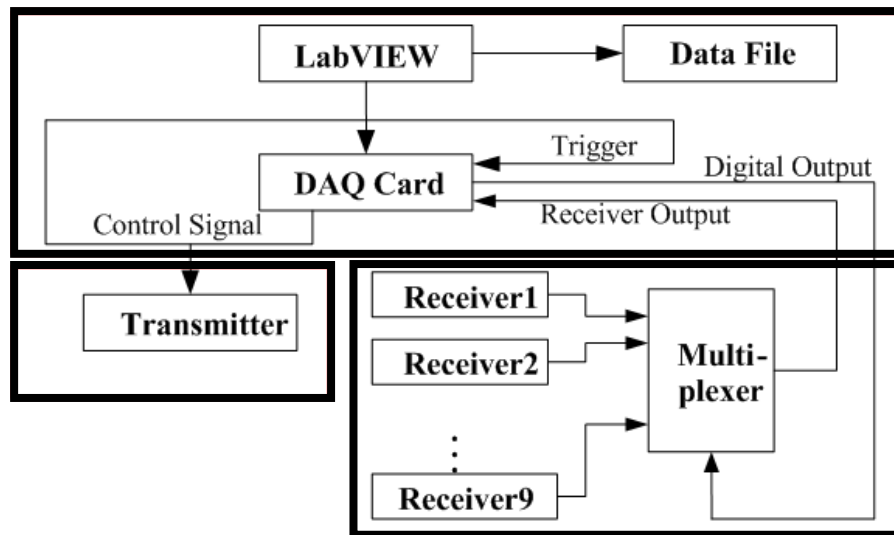 LabVIEW
Data File
Trigger
DAQ Card
Digital Output
Receiver Output
Control Signal
Transmitter
Receiver1
Receiver2
Multi-
plexer
Receiver9